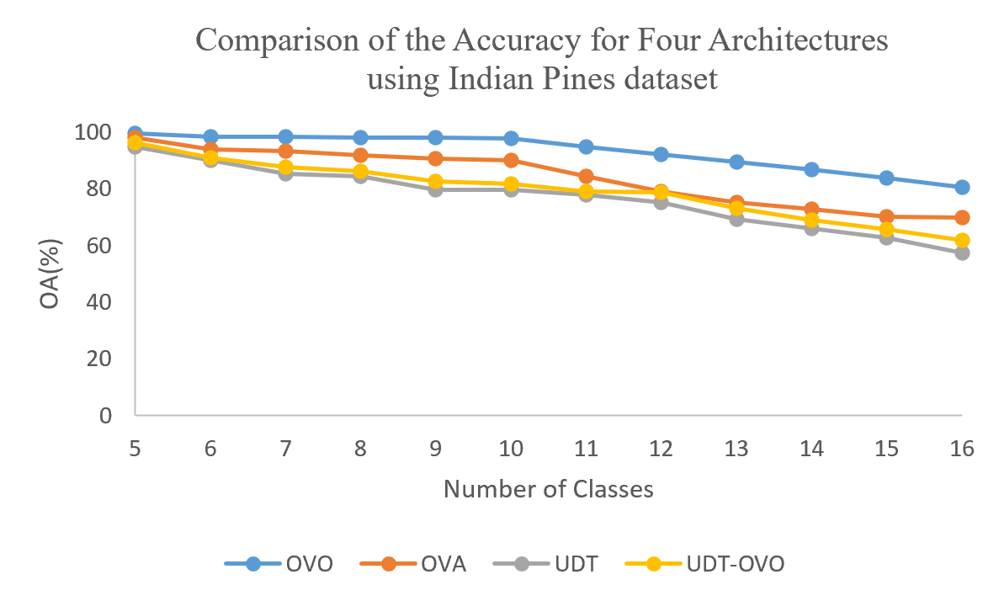 Comparison of the Accuracy for Four Architectures
using Indian Pines dataset
100
80
60
40
20
0
OA(%)
5 6 7 8 9 10 11 12 13 14 15 16
Number of Classes
OVO OVA UDT UDT-OVO